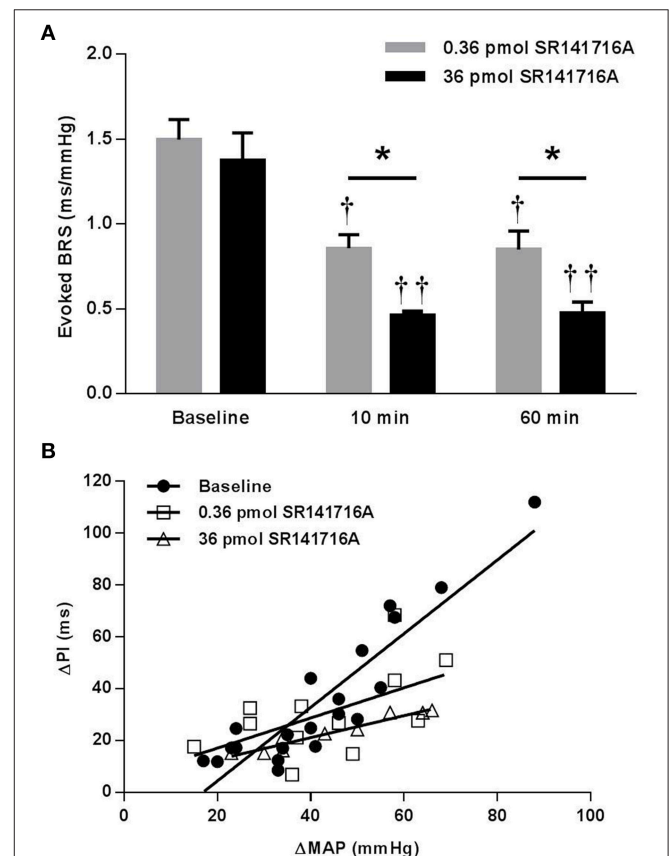 A
2.0
1.5
1.0
0.5
0.0
Evoked BRS (ms/mmHg)
0.36 pmol SR141716A
36 pmol SR141716A
* *
† †
†† ††
Baseline 10 min 60 min
B
120
100
80
60
40
20
0
ΔPI (ms)
Baseline
0.36 pmol SR141716A
36 pmol SR141716A
0 20 40 60 80 100
ΔMAP (mmHg)